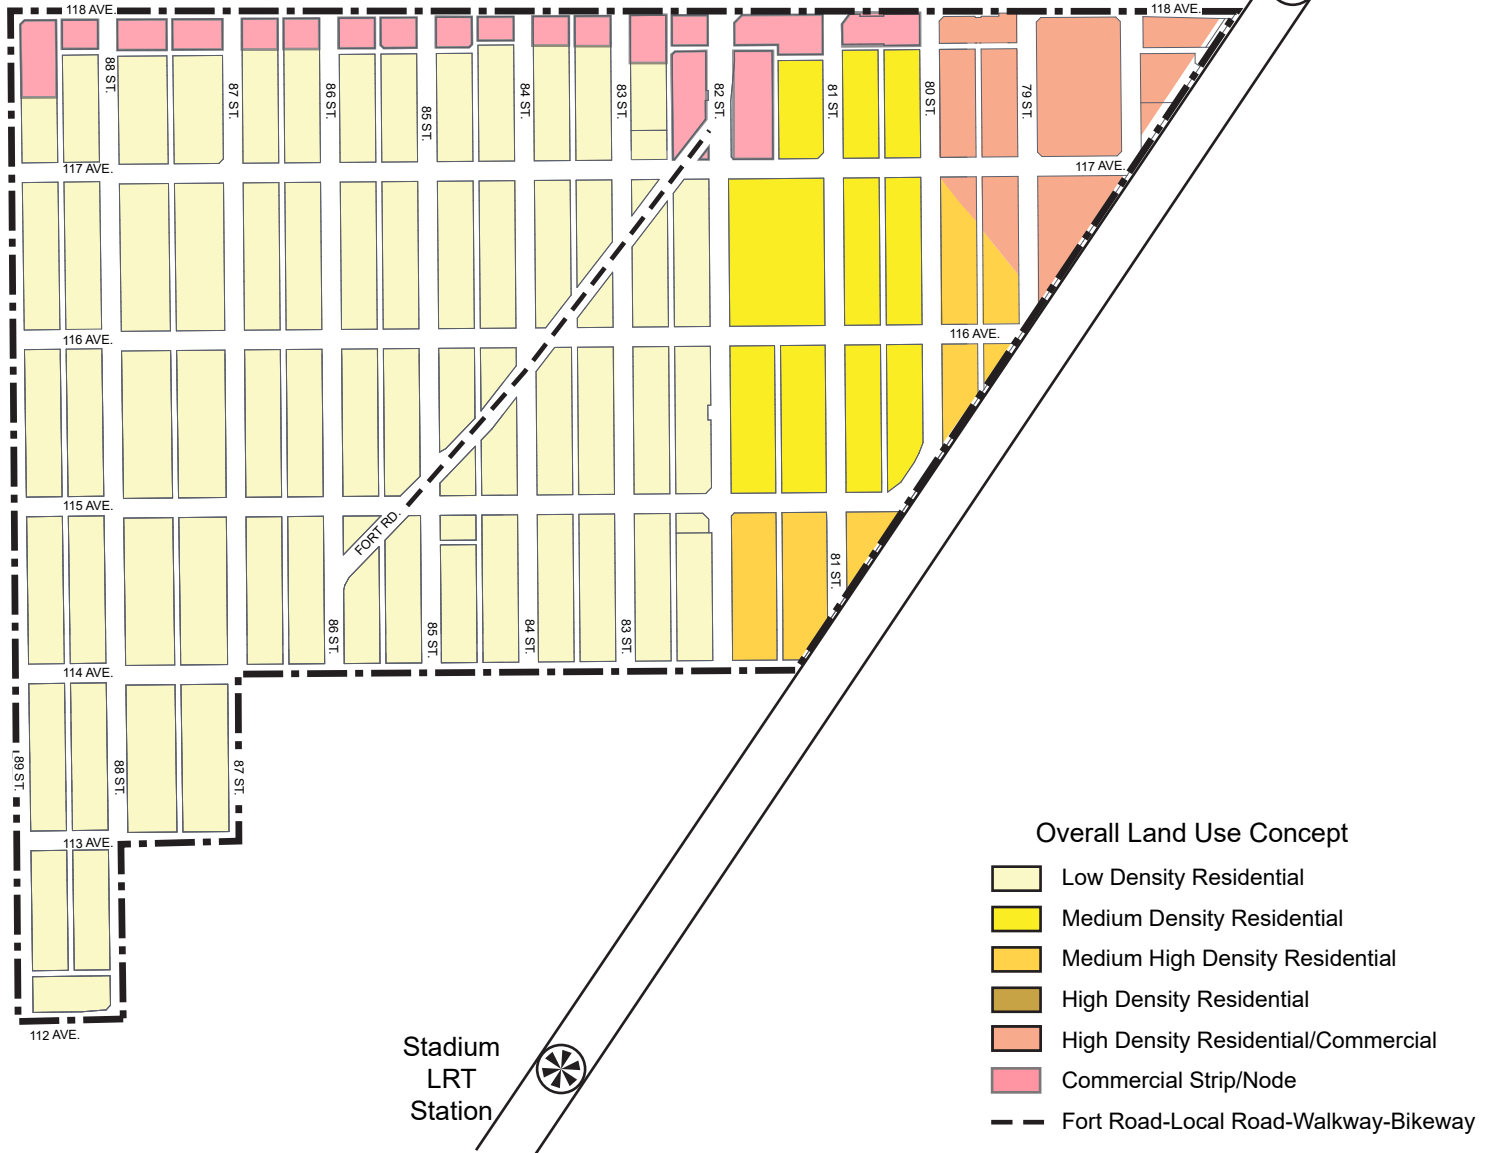 118 AVE.
118 AVE.
88 ST.
87 ST.
86 ST.
85 ST.
84 ST.
83 ST.
82 ST.
81 ST.
80 ST.
79 ST.
117 AVE.
117 AVE.
116 AVE.
116 AVE.
115 AVE.
FORT RD.
81 ST.
86 ST.
85 ST.
84 ST.
83 ST.
114 AVE.
89 ST.
88 ST.
87 ST.
113 AVE.
112 AVE.
Stadium
LRT
Station
Overall Land Use Concept
Low Density Residential
Medium Density Residential
Medium High Density Residential
High Density Residential
High Density Residential/Commercial
Commercial Strip/Node
Fort Road-Local Road-Walkway-Bikeway